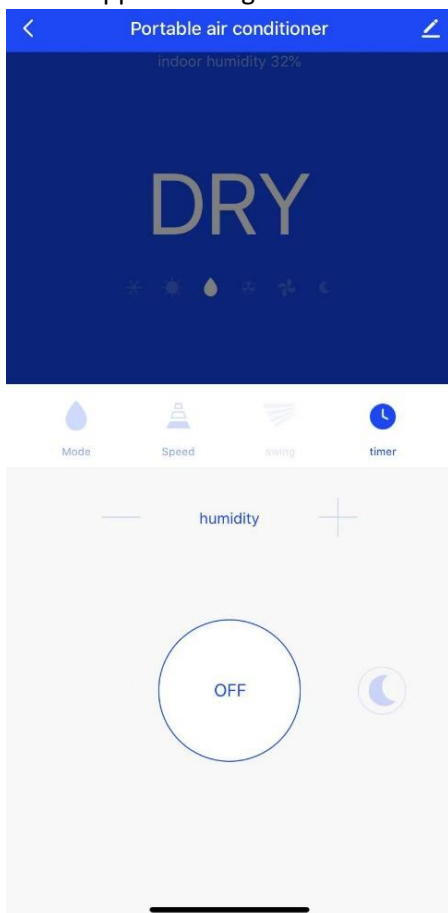 Portable air conditioner
indoor humidity 32%
DRY
Mode Speed swing timer
humidity
OFF